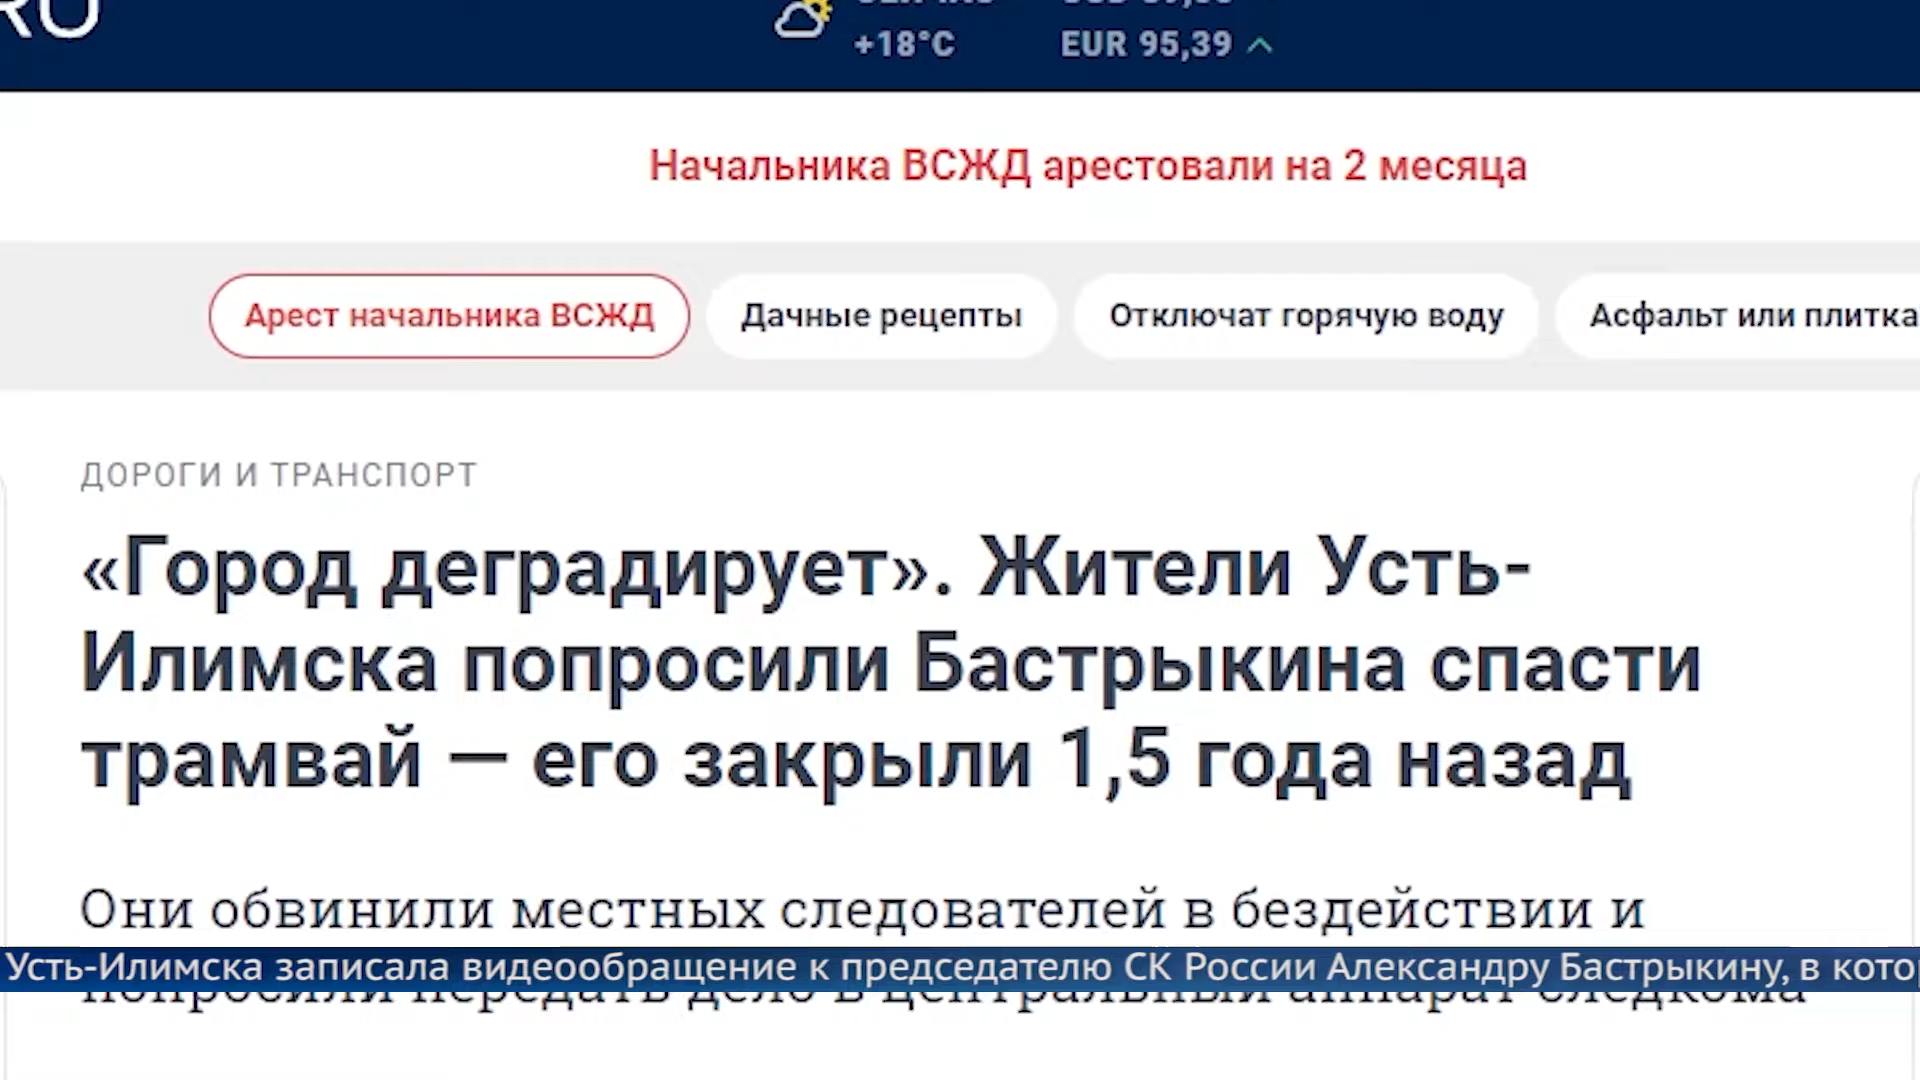 RU
+18°C
EUR 95,39
Начальника ВСЖД арестовали на 2 месяца
Арест начальника ВСЖД
Дачные рецепты
Отключат горячую воду
Асфальт или плитка
ДОРОГИ И ТРАНСПОРТ
«Город деградирует». Жители Усть-
Илимска попросили Бастрыкина спасти
трамвай — его закрыли 1,5 года назад
Они обвинили местных следователей в бездействии и
Усть-Илимска записала видеообращение к председателю СК России Александру Бастрыкину, в кото
попросили передать дело в центральный аппарат следкома